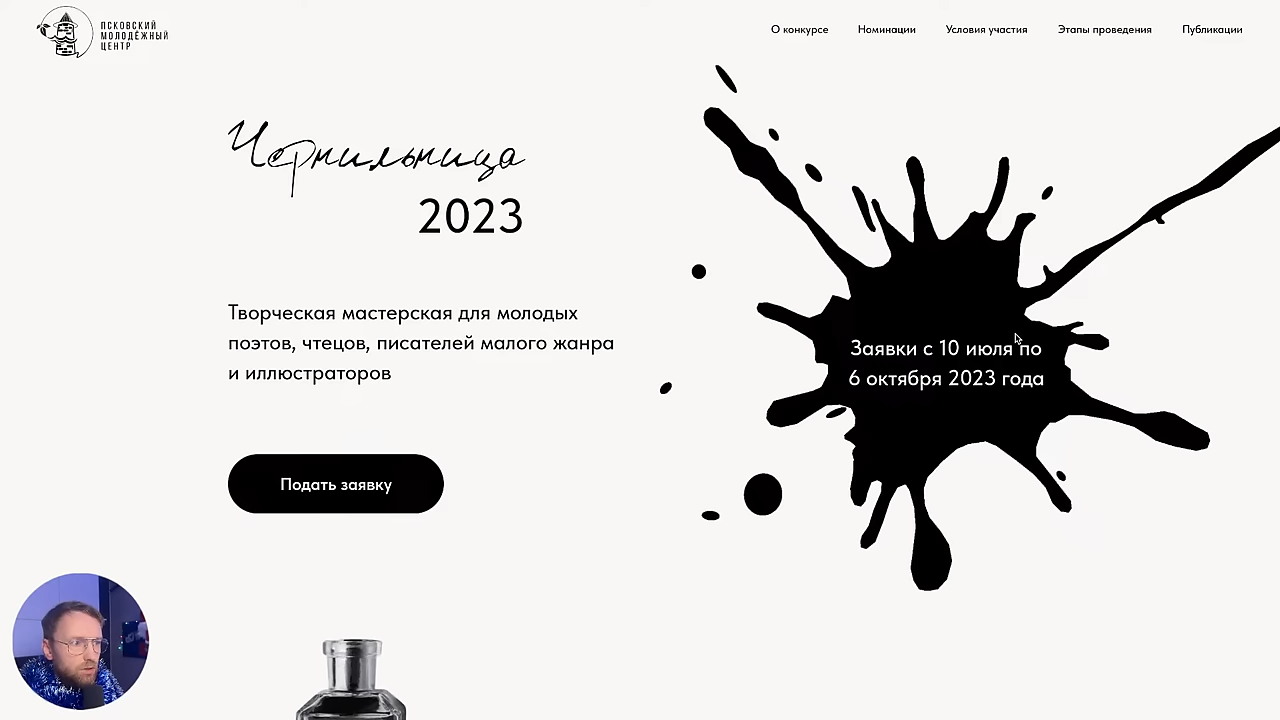 ПСКОВСКИЙ
МОЛОДЁЖНЫЙ
ЦЕНТР
О конкурсе
Номинации
Условия участия
Этапы проведения
Публикации
Чернильница
2023
Творческая мастерская для молодых
поэтов, чтецов, писателей малого жанра
и иллюстраторов
Подать заявку
Заявки с 10 июля по
6 октября 2023 года